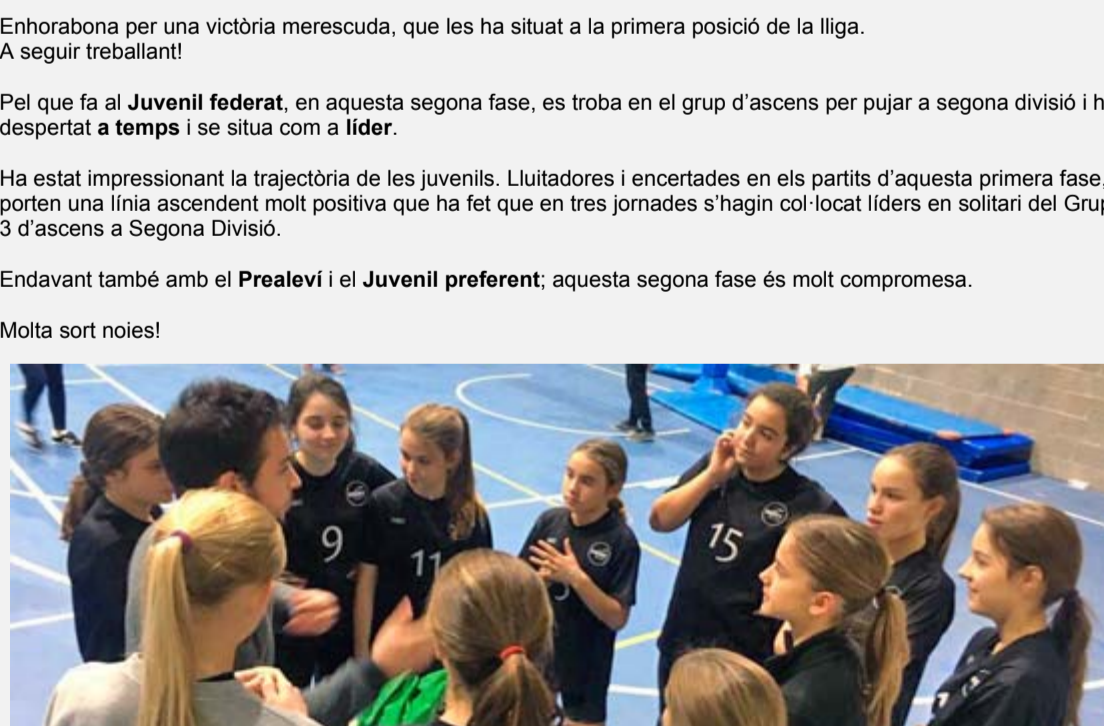 Enhorabona per una victòria merescuda, que les ha situat a la primera posició de la lliga.
A seguir treballant!
Pel que fa al Juvenil federat, en aquesta segona fase, es troba en el grup d’ascens per pujar a segona divisió i h
despertat a temps i se situa com a líder.
Ha estat impressionant la trajectòria de les juvenils. Lluitadores i encertades en els partits d’aquesta primera fase,
porten una línia ascendent molt positiva que ha fet que en tres jornades s’hagin col·locat líders en solitari del Grup
3 d’ascens a Segona Divisió.
Endavant també amb el Prealeví i el Juvenil preferent; aquesta segona fase és molt compromesa.
Molta sort noies!
9
11
15